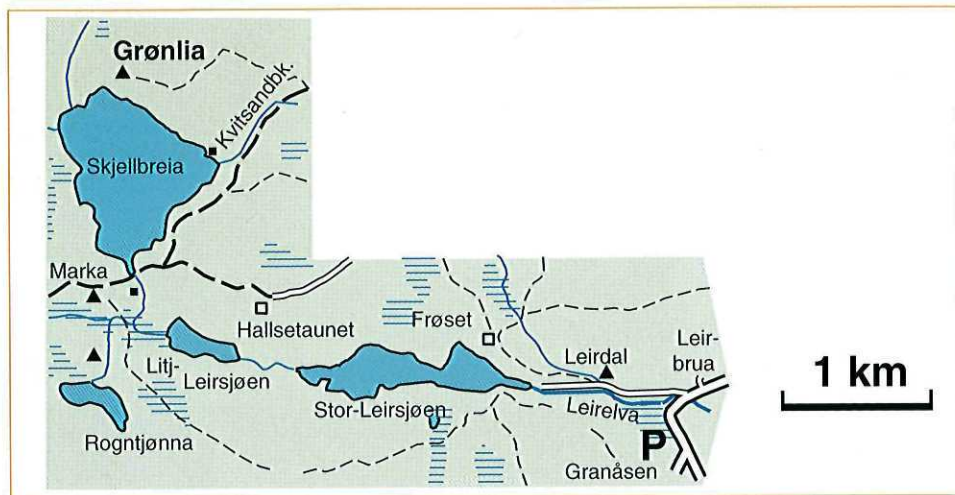 Grønlia
Kvitsandbk.
Skjellbreia
Marka
Hallsetaunet
Frøset
Litj-
Leirsjøen
Leirdal
Leir-
brua
1 km
Stor-Leirsjøen
Leirelva
Rogntjønna
P
Granåsen